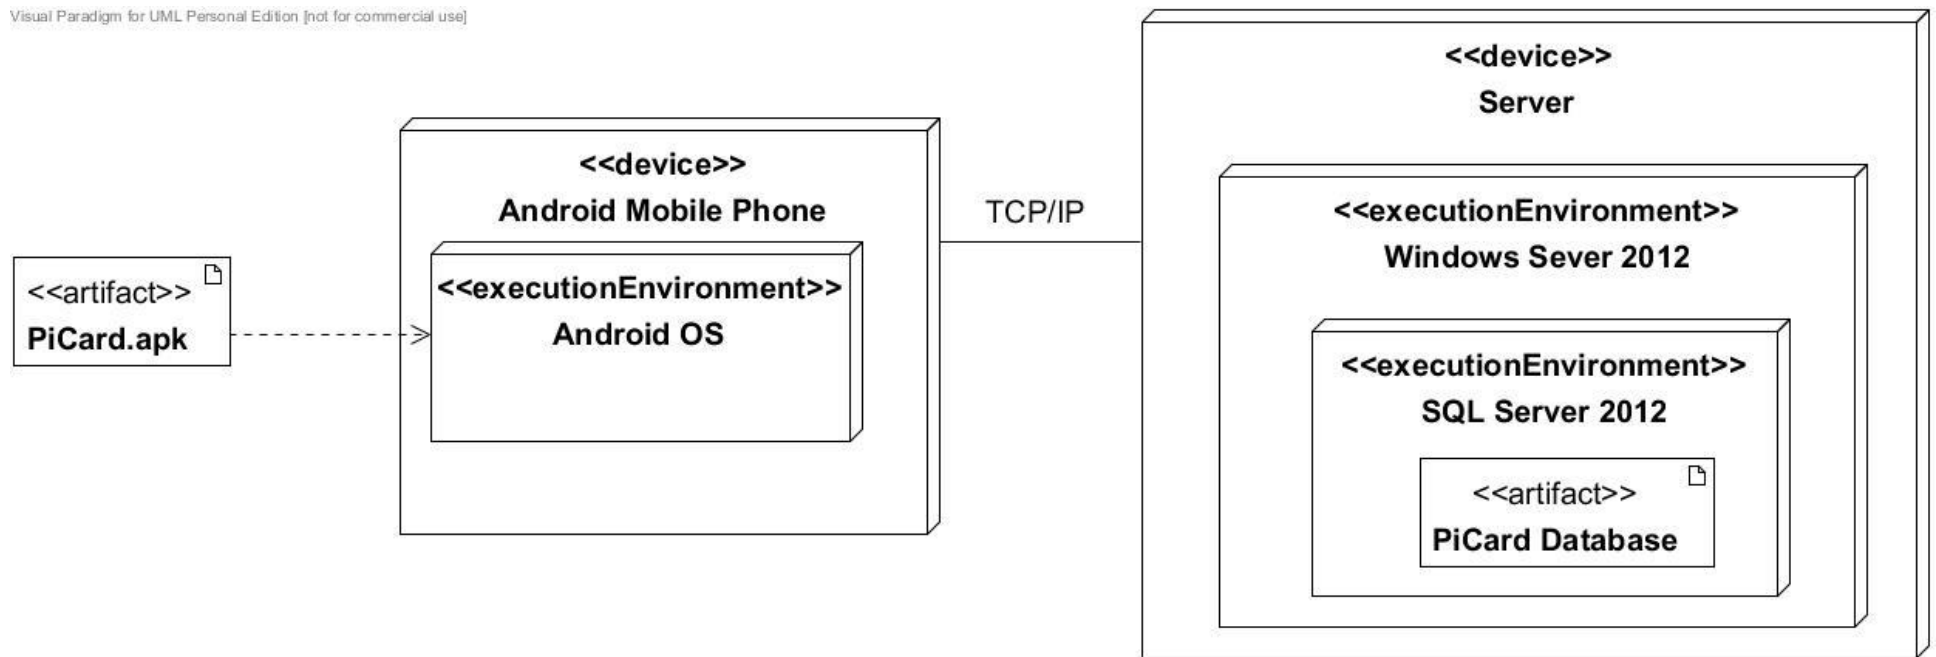 Visual Paradigm for UML Personal Edition [not for commercial use]
<<device>>
Server
<<device>>
Android Mobile Phone
TCP/IP
<<executionEnvironment>>
Windows Sever 2012
<<artifact>>
PiCard.apk
<<executionEnvironment>>
Android OS
<<executionEnvironment>>
SQL Server 2012
<<artifact>>
PiCard Database